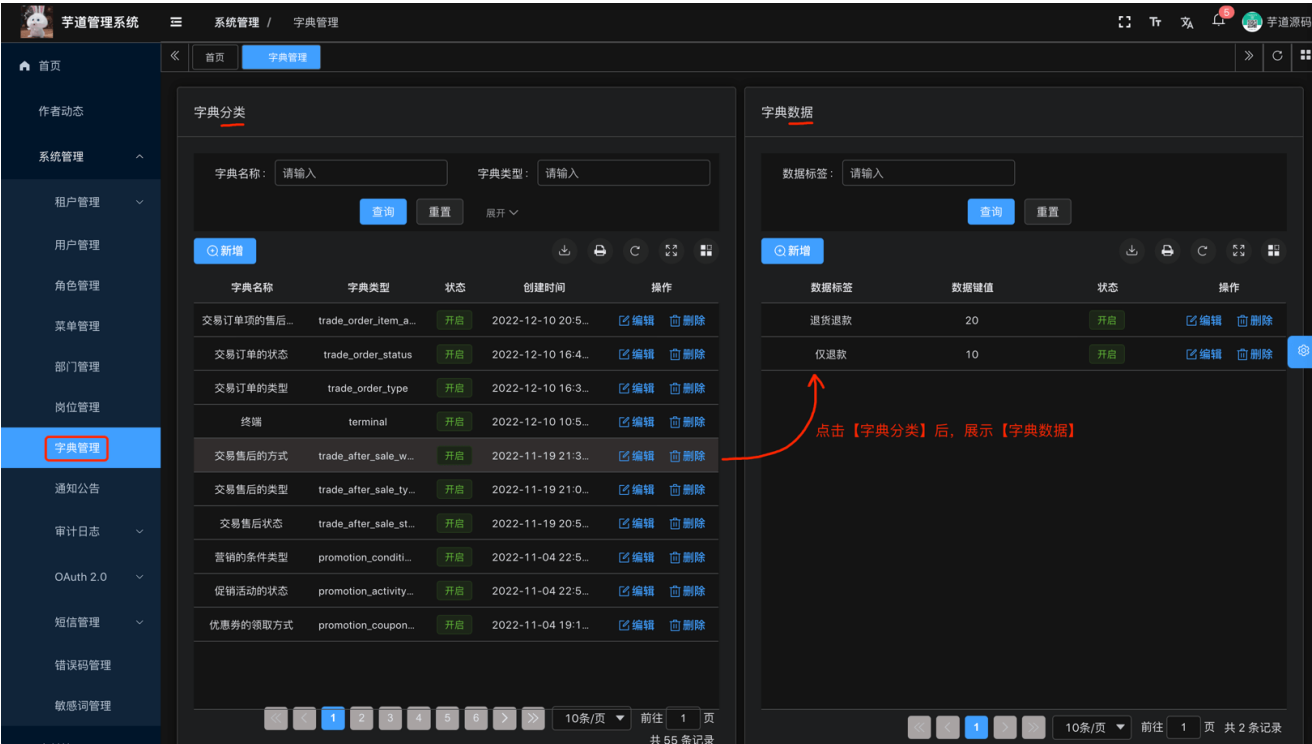 芋道管理系统
系统管理 / 字典管理
5
芋道源码
首页
字典管理
首页
作者动态
系统管理
租户管理
用户管理
角色管理
菜单管理
部门管理
岗位管理
字典管理
通知公告
审计日志
OAuth 2.0
短信管理
错误码管理
敏感词管理
字典分类
字典名称: 请输入 字典类型: 请输入
查询 重置 展开
新增
字典名称 字典类型 状态 创建时间 操作
交易订单项的售后... trade_order_item_a... 开启 2022-12-10 20:5... 编辑 删除
交易订单的状态 trade_order_status 开启 2022-12-10 16:4... 编辑 删除
交易订单的类型 trade_order_type 开启 2022-12-10 16:3... 编辑 删除
终端 terminal 开启 2022-12-10 10:5... 编辑 删除
交易售后的方式 trade_after_sale_w... 开启 2022-11-19 21:3... 编辑 删除
交易售后的类型 trade_after_sale_ty... 开启 2022-11-19 21:0... 编辑 删除
交易售后状态 trade_after_sale_st... 开启 2022-11-19 20:5... 编辑 删除
营销的条件类型 promotion_conditi... 开启 2022-11-04 22:5... 编辑 删除
促销活动的状态 promotion_activity... 开启 2022-11-04 22:5... 编辑 删除
优惠劵的领取方式 promotion_coupon... 开启 2022-11-04 19:1... 编辑 删除
1 2 3 4 5 6 10条/页 前往 1 页
共 55 条记录
字典数据
数据标签: 请输入
查询 重置
新增
数据标签 数据键值 状态 操作
退货退款 20 开启 编辑 删除
仅退款 10 开启 编辑 删除
点击【字典分类】后，展示【字典数据】
1 10条/页 前往 1 页 共 2 条记录